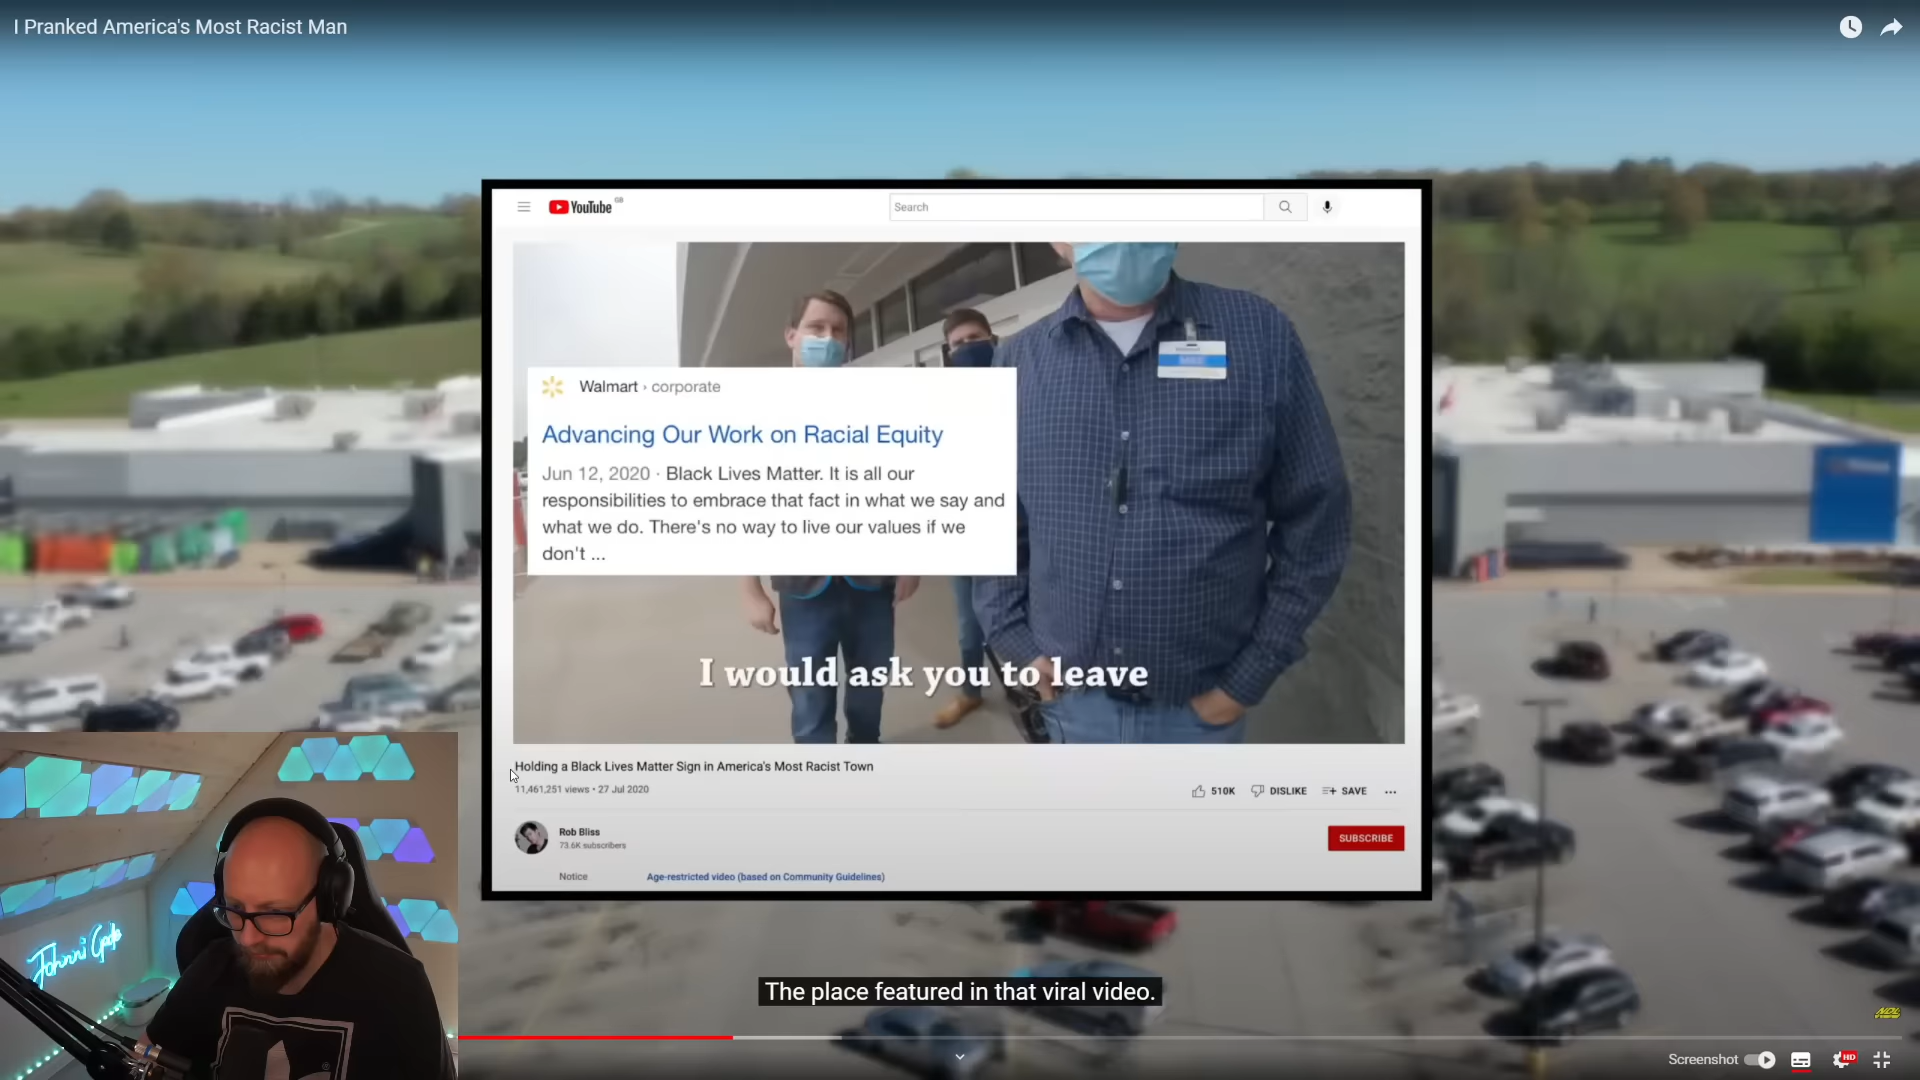 I Pranked America's Most Racist Man
YouTube GB
Search
Walmart › corporate
Advancing Our Work on Racial Equity
Jun 12, 2020 · Black Lives Matter. It is all our
responsibilities to embrace that fact in what we say and
what we do. There's no way to live our values if we
don't ...
I would ask you to leave
Holding a Black Lives Matter Sign in America's Most Racist Town
11,461,251 views • 27 Jul 2020
510K
DISLIKE
SAVE
Rob Bliss
73.6K subscribers
SUBSCRIBE
Notice
Age-restricted video (based on Community Guidelines)
Johnni Gade
The place featured in that viral video.
NDL
Screenshot
HD